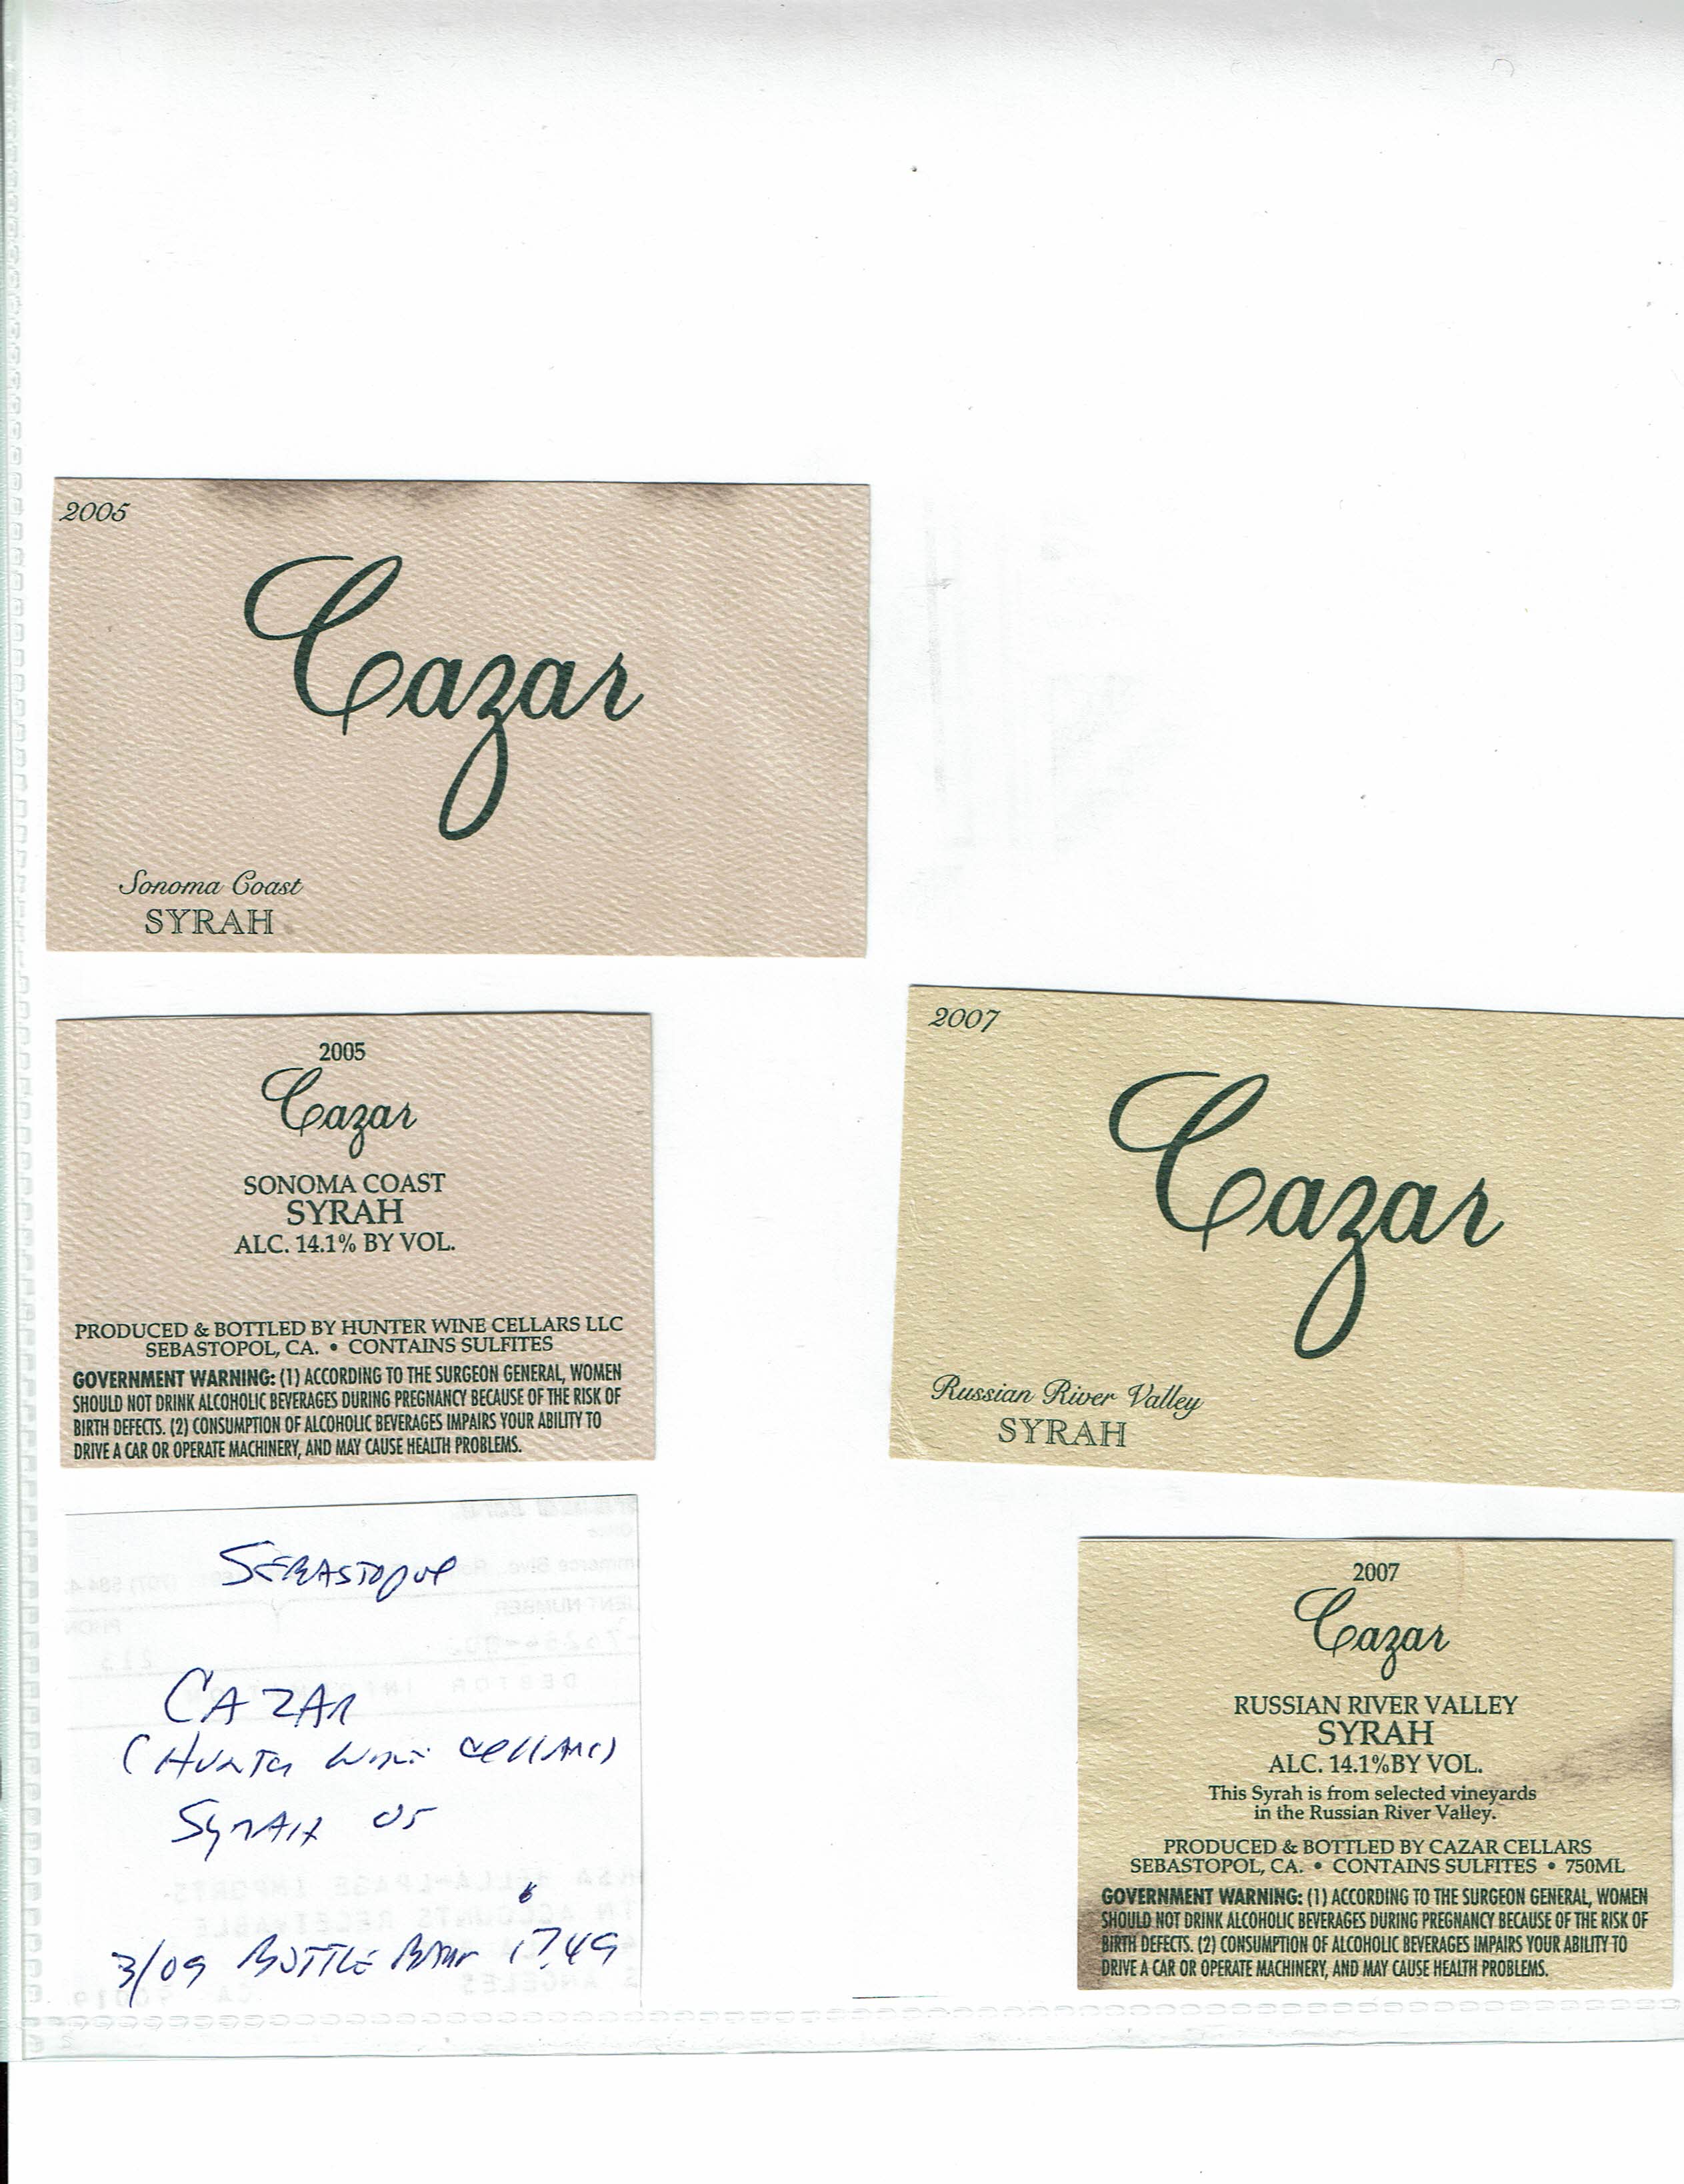 2005
Cazar
Sonoma Coast
SYRAH
2005
Cazar
SONOMA COAST
SYRAH
ALC. 14.1% BY VOL.
PRODUCED & BOTTLED BY HUNTER WINE CELLARS LLC
SEBASTOPOL, CA. • CONTAINS SULFITES
GOVERNMENT WARNING: (1) ACCORDING TO THE SURGEON GENERAL, WOMEN
SHOULD NOT DRINK ALCOHOLIC BEVERAGES DURING PREGNANCY BECAUSE OF THE RISK OF
BIRTH DEFECTS. (2) CONSUMPTION OF ALCOHOLIC BEVERAGES IMPAIRS YOUR ABILITY TO
DRIVE A CAR OR OPERATE MACHINERY, AND MAY CAUSE HEALTH PROBLEMS.
SEBASTOPOL
CAZAR
(HUNTER WINE CELLARS)
SYRAH 05
3/09 BOTTLE BARN
2007
Cazar
Russian River Valley
SYRAH
2007
Cazar
RUSSIAN RIVER VALLEY
SYRAH
ALC. 14.1%BY VOL.
This Syrah is from selected vineyards
in the Russian River Valley.
PRODUCED & BOTTLED BY CAZAR CELLARS
SEBASTOPOL, CA. • CONTAINS SULFITES • 750ML
GOVERNMENT WARNING: (1) ACCORDING TO THE SURGEON GENERAL, WOMEN
SHOULD NOT DRINK ALCOHOLIC BEVERAGES DURING PREGNANCY BECAUSE OF THE RISK OF
BIRTH DEFECTS. (2) CONSUMPTION OF ALCOHOLIC BEVERAGES IMPAIRS YOUR ABILITY TO
DRIVE A CAR OR OPERATE MACHINERY, AND MAY CAUSE HEALTH PROBLEMS.